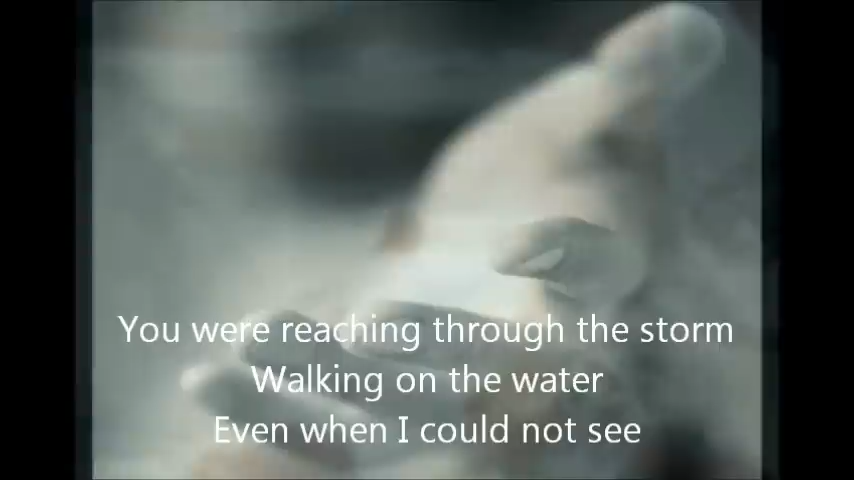 You were reaching through the storm
Walking on the water
Even when I could not see